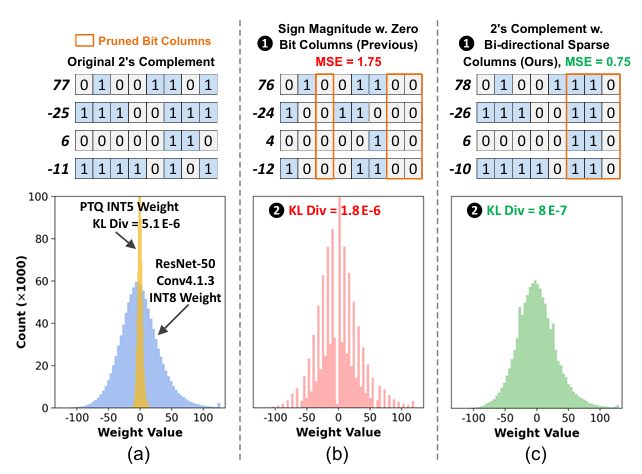 Pruned Bit Columns
Original 2's Complement
77 0 1 0 0 1 1 0 1
-25 1 1 1 0 0 1 1 1
6 0 0 0 0 0 1 1 0
-11 1 1 1 1 0 1 0 1
100
80
60
40
20
0
Count (×1000)
PTQ INT5 Weight
KL Div = 5.1E-6
ResNet-50
Conv4.1.3
INT8 Weight
-100 -50 0 50 100
Weight Value
(a)
1 Sign Magnitude w. Zero
Bit Columns (Previous)
MSE = 1.75
76 0 1 0 0 1 1 0 0
-24 1 0 0 1 1 0 0 0
4 0 0 0 0 0 1 0 0
-12 1 0 0 0 1 1 0 0
2 KL Div = 1.8E-6
-100 -50 0 50 100
Weight Value
(b)
1 2's Complement w.
Bi-directional Sparse
Columns (Ours), MSE = 0.75
78 0 1 0 0 1 1 1 0
-26 1 1 1 0 0 1 1 0
6 0 0 0 0 0 1 1 0
-10 1 1 1 1 0 1 1 0
2 KL Div = 8E-7
-100 -50 0 50 100
Weight Value
(c)